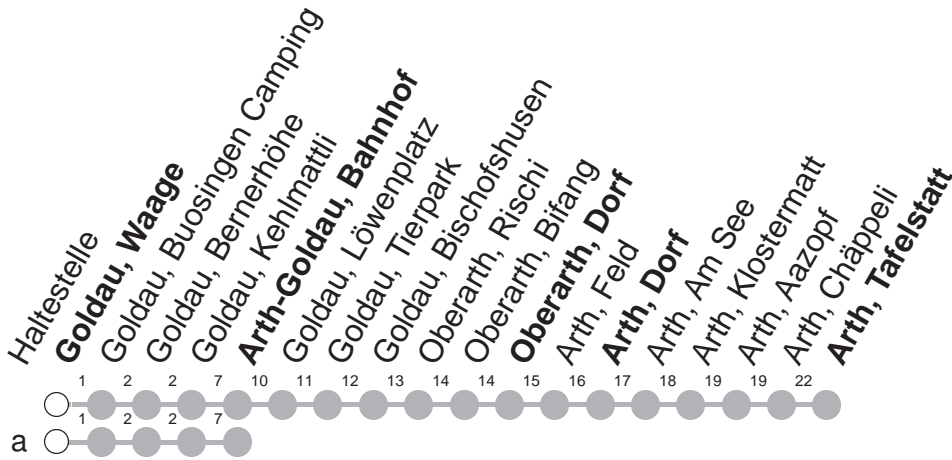 Haltestelle
Goldau, Waage
Goldau, Buosingen Camping
Goldau, Bernerhöhe
Goldau, Kehlmattli
Arth-Goldau, Bahnhof
Goldau, Löwenplatz
Goldau, Tierpark
Goldau, Bischofshusen
Oberarth, Rischi
Oberarth, Bifang
Oberarth, Dorf
Arth, Feld
Arth, Dorf
Arth, Am See
Arth, Klostermatt
Arth, Aazopf
Arth, Chäppeli
Arth, Tafelstatt
1 2 2 7 10 11 12 13 14 14 15 16 17 18 19 19 22
a 1 2 2 7